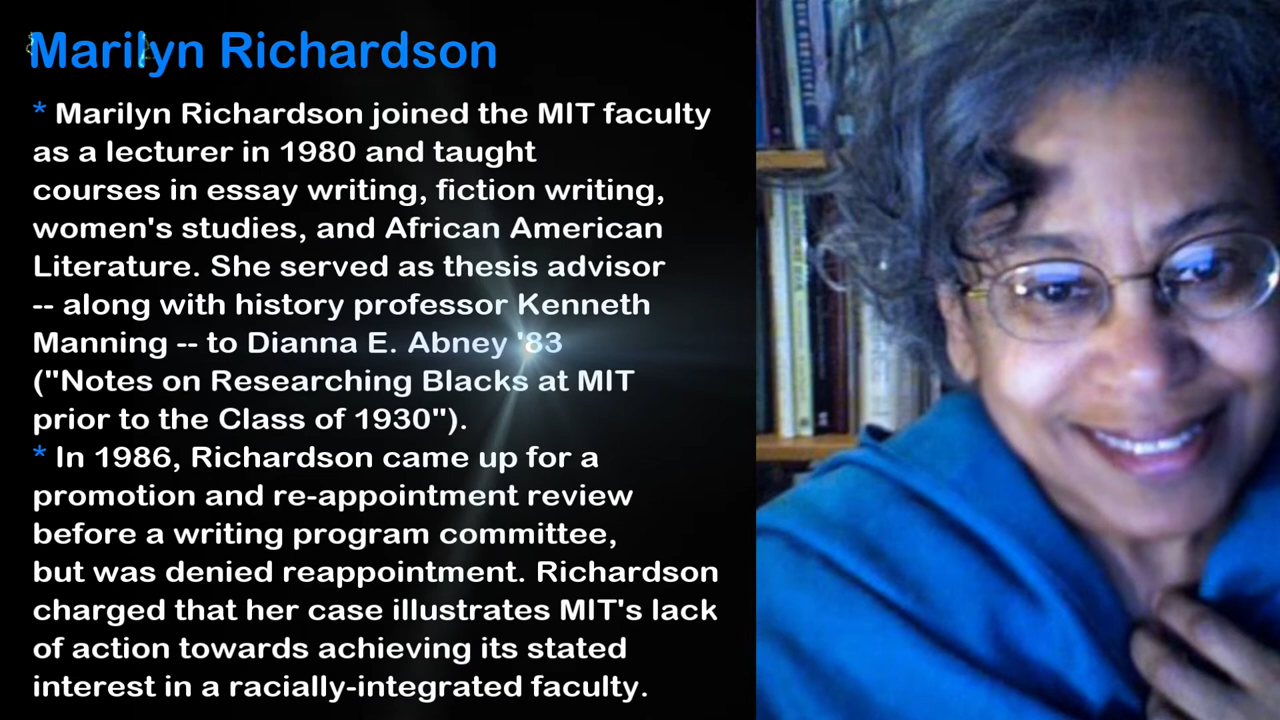 Marilyn Richardson
* Marilyn Richardson joined the MIT faculty
as a lecturer in 1980 and taught
courses in essay writing, fiction writing,
women's studies, and African American
Literature. She served as thesis advisor
-- along with history professor Kenneth
Manning -- to Dianna E. Abney '83
("Notes on Researching Blacks at MIT
prior to the Class of 1930").
* In 1986, Richardson came up for a
promotion and re-appointment review
before a writing program committee,
but was denied reappointment. Richardson
charged that her case illustrates MIT's lack
of action towards achieving its stated
interest in a racially-integrated faculty.